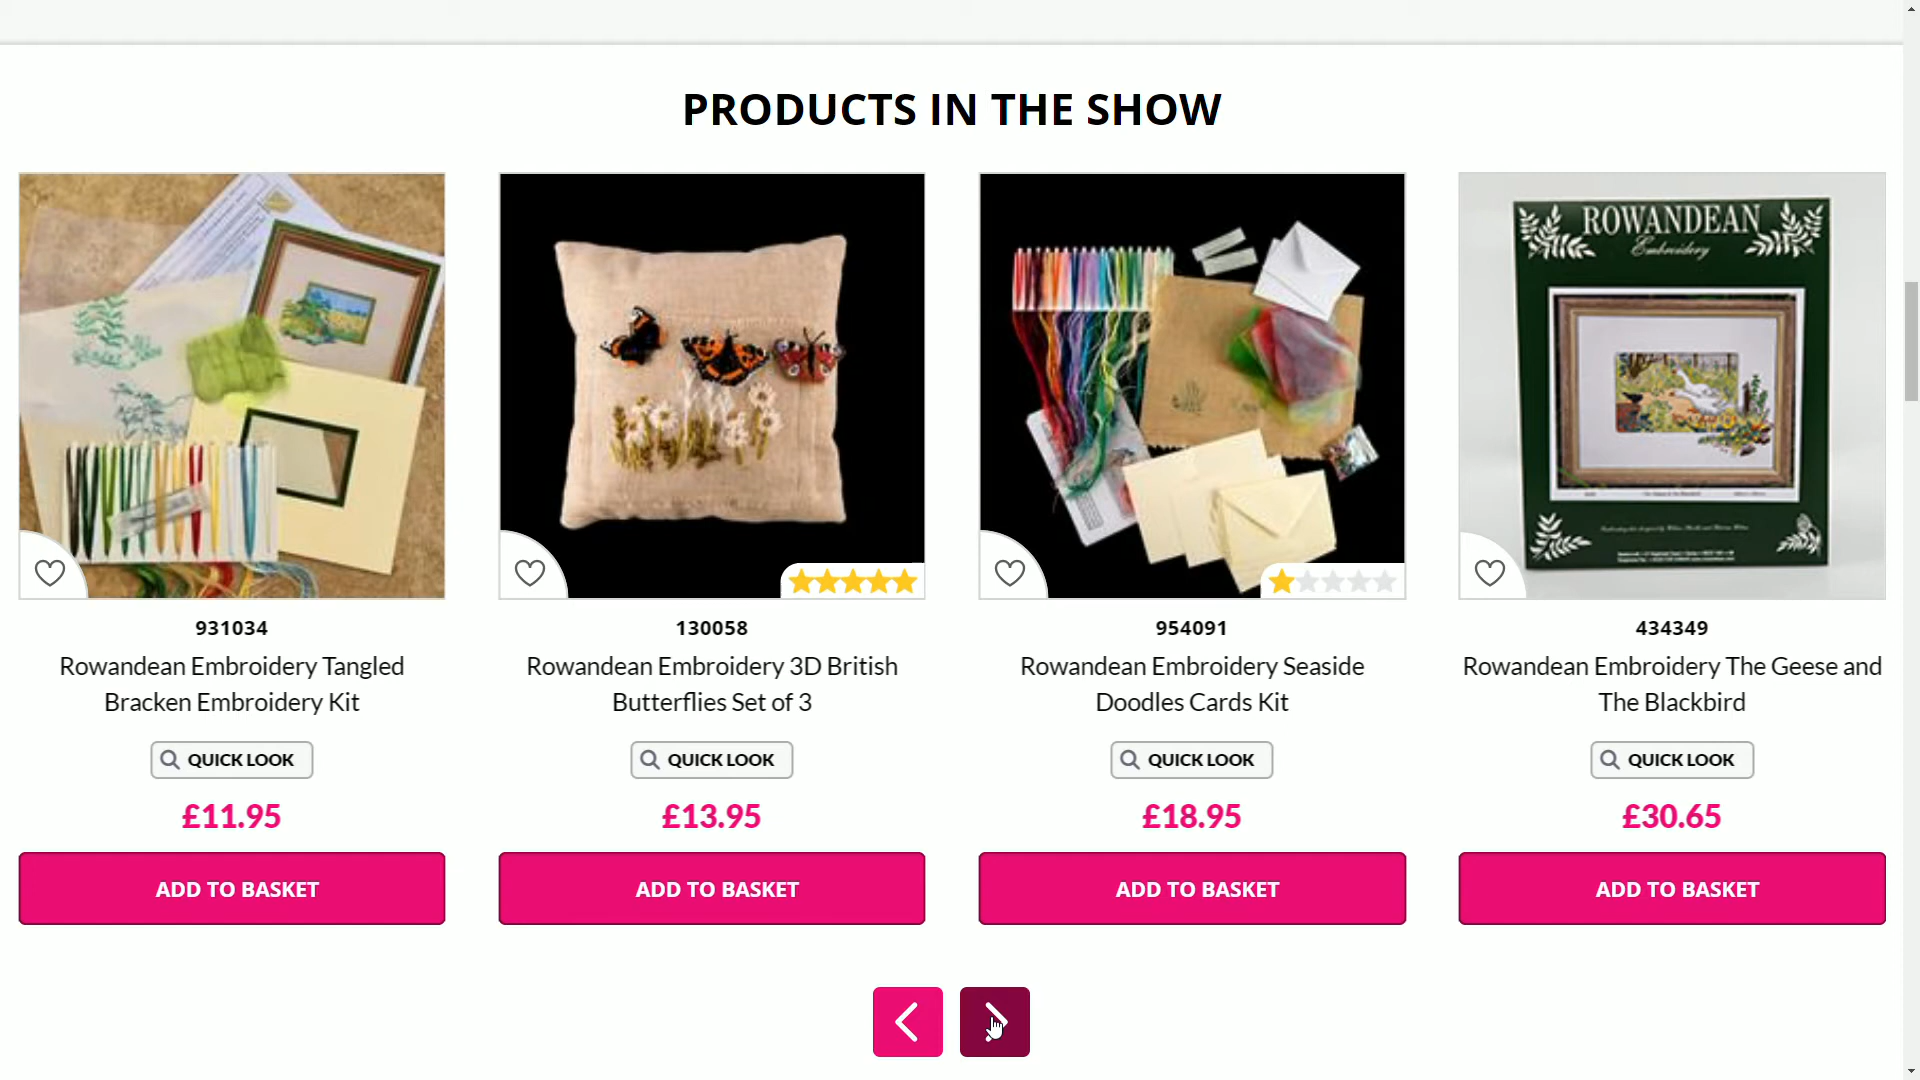 PRODUCTS IN THE SHOW
ROWANDEAN
Embroidery
931034
130058
954091
434349
Rowandean Embroidery Tangled
Bracken Embroidery Kit
Rowandean Embroidery 3D British
Butterflies Set of 3
Rowandean Embroidery Seaside
Doodles Cards Kit
Rowandean Embroidery The Geese and
The Blackbird
QUICK LOOK
QUICK LOOK
QUICK LOOK
QUICK LOOK
£11.95
£13.95
£18.95
£30.65
ADD TO BASKET
ADD TO BASKET
ADD TO BASKET
ADD TO BASKET